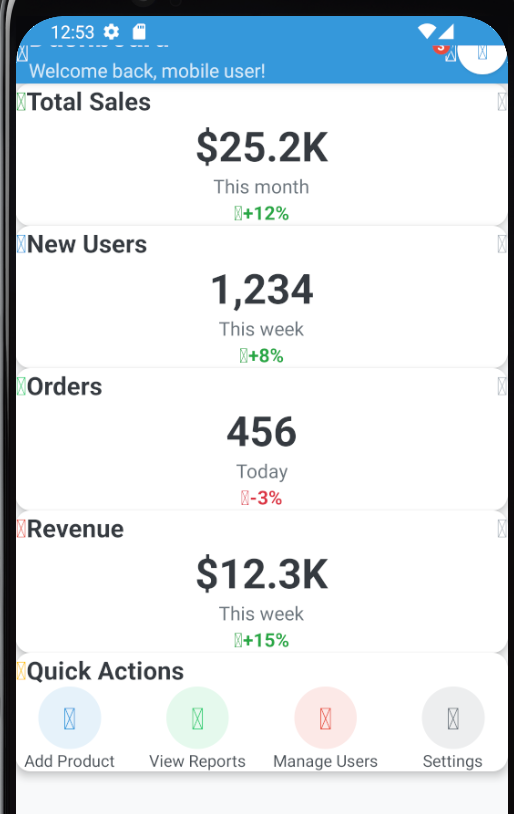 12:53
3
Welcome back, mobile user!
Total Sales
$25.2K
This month
+12%
New Users
1,234
This week
+8%
Orders
456
Today
-3%
Revenue
$12.3K
This week
+15%
Quick Actions
Add Product View Reports Manage Users Settings